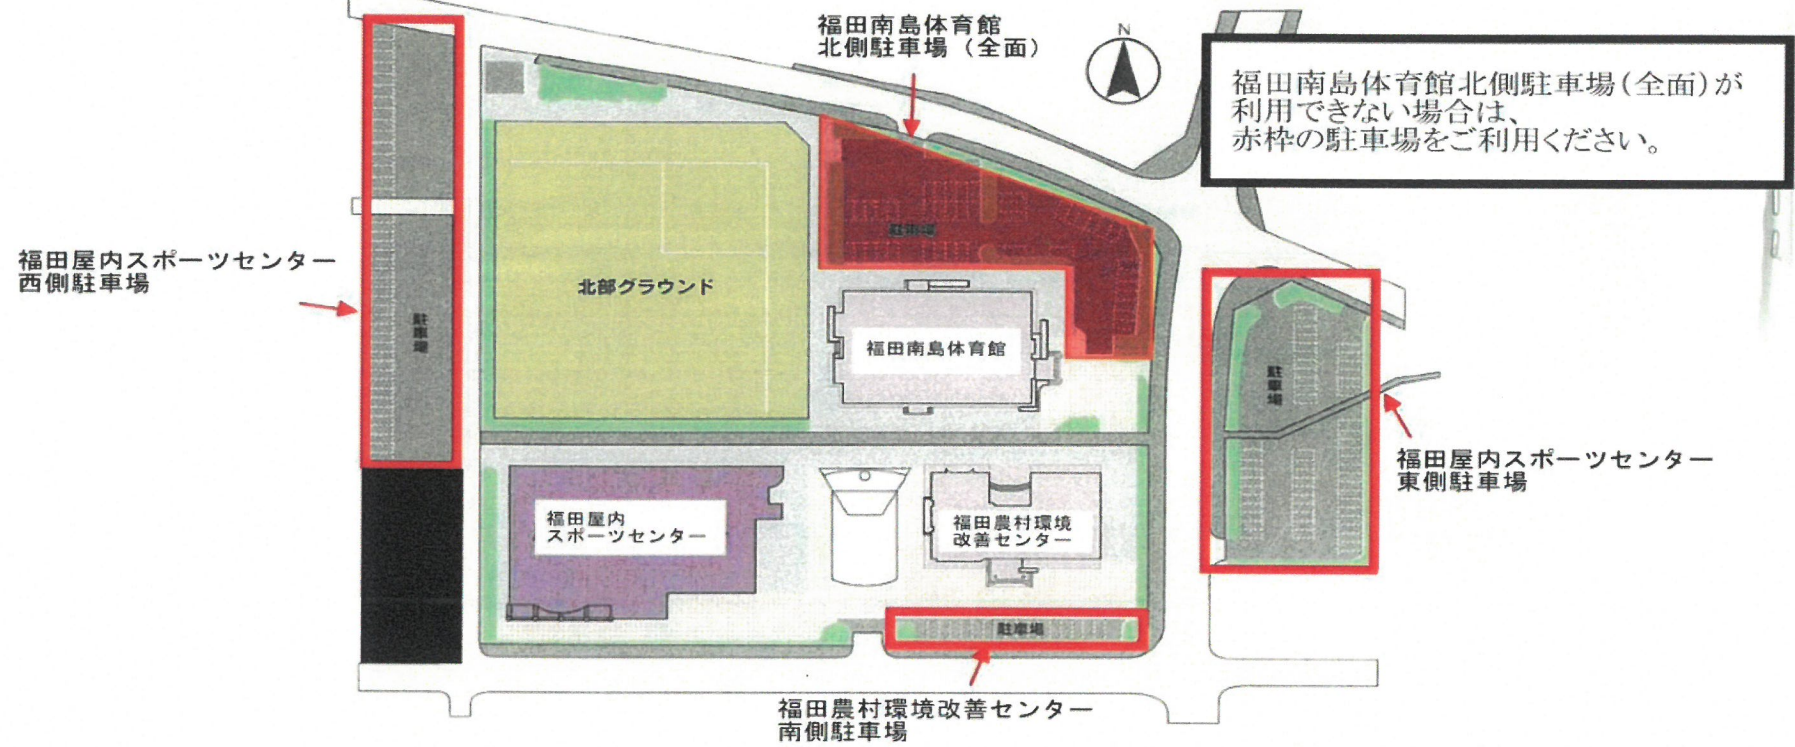 福田南島体育館
北側駐車場（全面）
N
福田南島体育館北側駐車場(全面)が
利用できない場合は、
赤枠の駐車場をご利用ください。
福田屋内スポーツセンター
西側駐車場
駐車場
北部グラウンド
駐車場
福田南島体育館
駐車場
福田屋内スポーツセンター
東側駐車場
福田屋内
スポーツセンター
福田農村環境
改善センター
駐車場
福田農村環境改善センター
南側駐車場